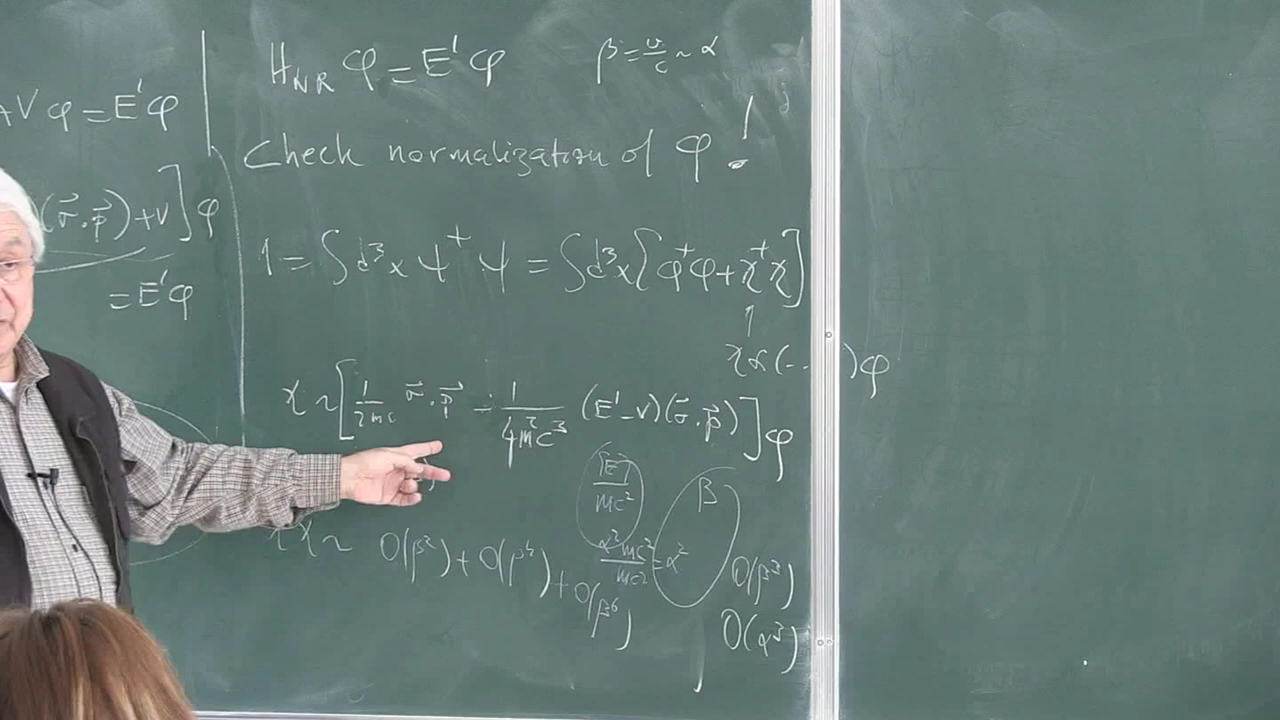 +V φ = E'φ
(σ⃗·p⃗)+V]φ
= E'φ
H_NR φ = E'φ β = v/c ~ α
Check normalization of φ!
1 = ∫d³x ψ⁺ψ = ∫d³x[φ⁺φ + χ⁺χ]
↑
χ ∝ (...)φ
χ ~ [1/2mc σ⃗·p⃗ - 1/4m²c³ (E'-V)(σ⃗·p⃗)]φ
|E'|/mc² β
α²mc²/mc² = α² O(β³)
O(α³)
χ⁺χ ~ O(β²) + O(β⁴) + O(β⁶)